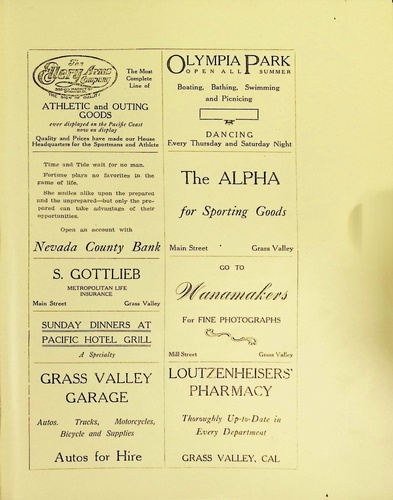 The
Ellery Arms
Company
The Most
Complete
Line of
ATHLETIC and OUTING
GOODS
ever displayed on the Pacific Coast
now on display
Quality and Prices have made our House
Headquarters for the Sportmans and Athlete
Time and Tide wait for no man.
Fortune plays no favorites in the
game of life.
She smiles alike upon the prepared
and the unprepared—but only the pre-
pared can take advantage of their
opportunities.
Open an account with
Nevada County Bank
S. GOTTLIEB
METROPOLITAN LIFE
INSURANCE
Main Street Grass Valley
SUNDAY DINNERS AT
PACIFIC HOTEL GRILL
A Specialty
GRASS VALLEY
GARAGE
Autos. Trucks, Motorcycles,
Bicycle and Supplies
Autos for Hire
OLYMPIA PARK
OPEN ALL SUMMER
Boating, Bathing, Swimming
and Picnicing
DANCING
Every Thursday and Saturday Night
The ALPHA
for Sporting Goods
Main Street Grass Valley
GO TO
Wanamakers
For FINE PHOTOGRAPHS
Mill Street Grass Valley
LOUTZENHEISERS'
PHARMACY
Thoroughly Up-to-Date in
Every Department
GRASS VALLEY, CAL